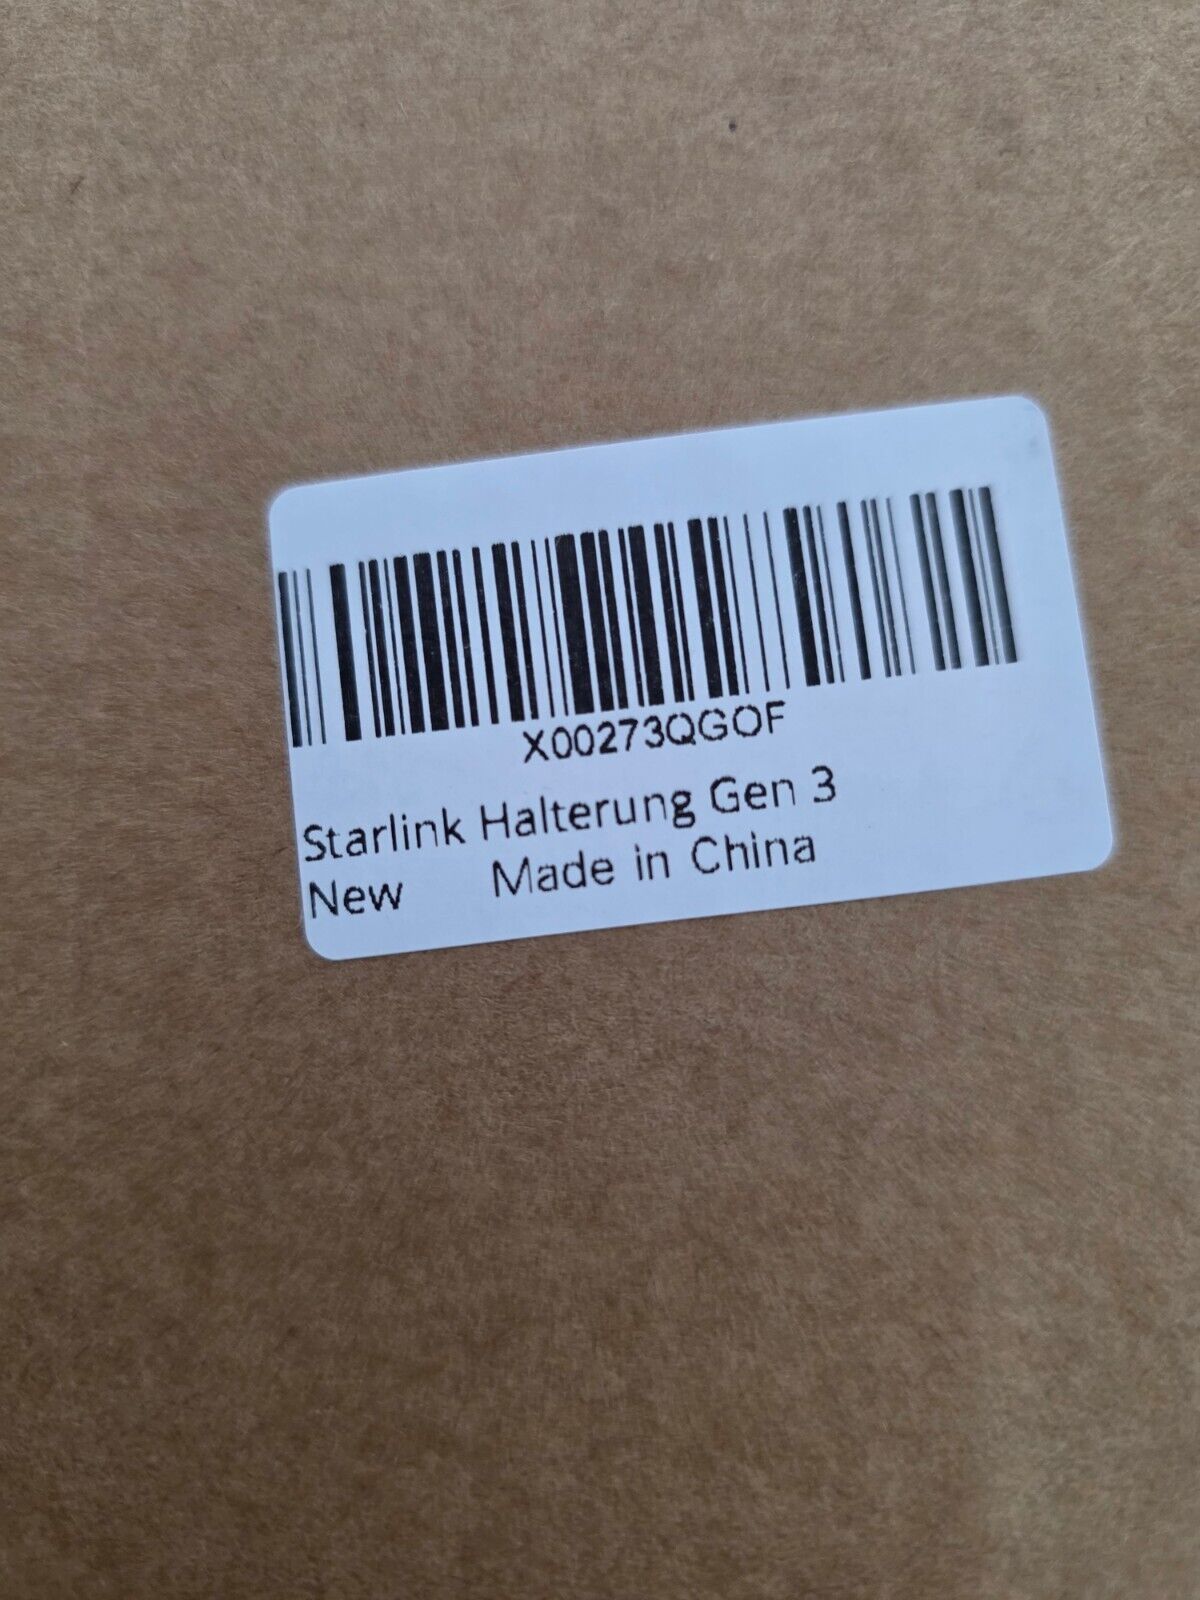 X00273QGOF
Starlink Halterung Gen 3
New Made in China